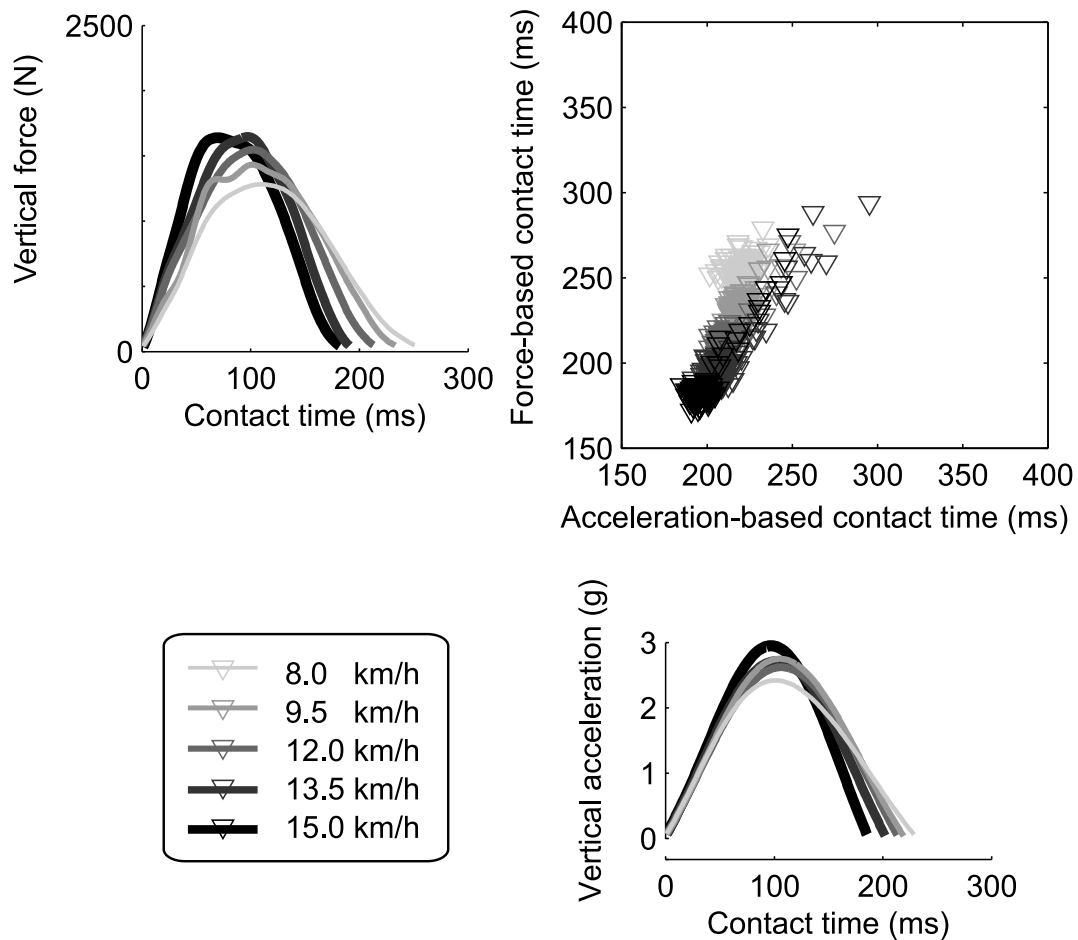 2500
0
Vertical force (N)
0 100 200 300
Contact time (ms)
400
350
300
250
200
150
Force-based contact time (ms)
150 200 250 300 350 400
Acceleration-based contact time (ms)
8.0 km/h
9.5 km/h
12.0 km/h
13.5 km/h
15.0 km/h
3
2
1
0
Vertical acceleration (g)
0 100 200 300
Contact time (ms)